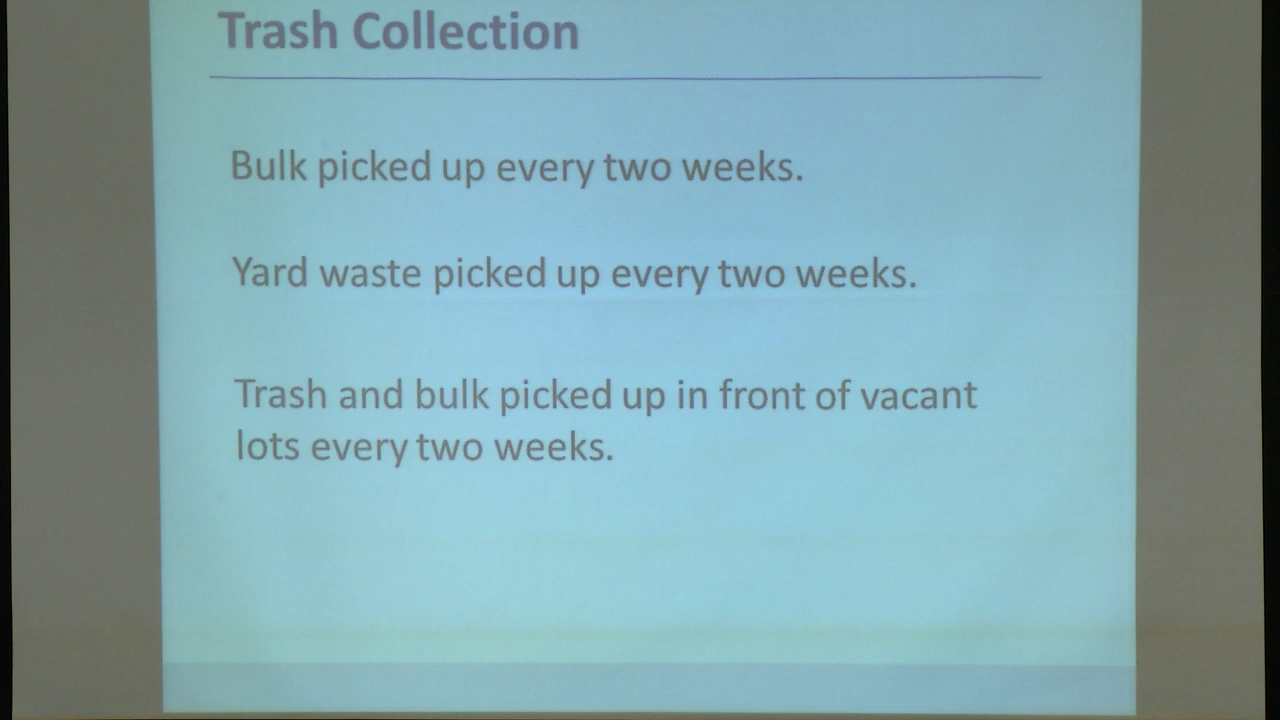 Trash Collection
Bulk picked up every two weeks.
Yard waste picked up every two weeks.
Trash and bulk picked up in front of vacant
lots every two weeks.